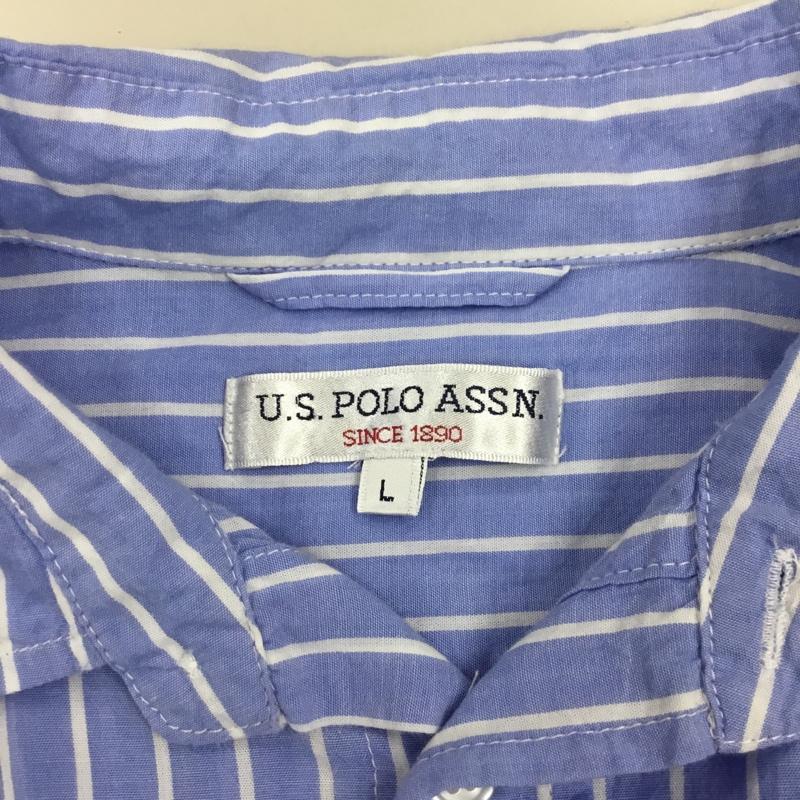 U.S. POLO ASSN.
SINCE 1890
L